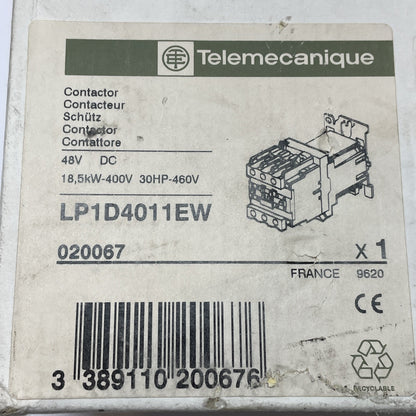 Telemecanique
Contactor
Contacteur
Schütz
Contactor
Contattore
48V DC
18,5kW-400V 30HP-460V
LP1D4011EW
020067 X 1
FRANCE 9620
CE
3 389110 200676
RECYCLABLE